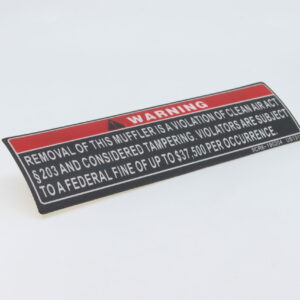 WARNING
REMOVAL OF THIS MUFFLER IS A VIOLATION OF CLEAN AIR ACT
§203 AND CONSIDERED TAMPERING. VIOLATORS ARE SUBJECT
TO A FEDERAL FINE OF UP TO $37,500 PER OCCURRENCE.